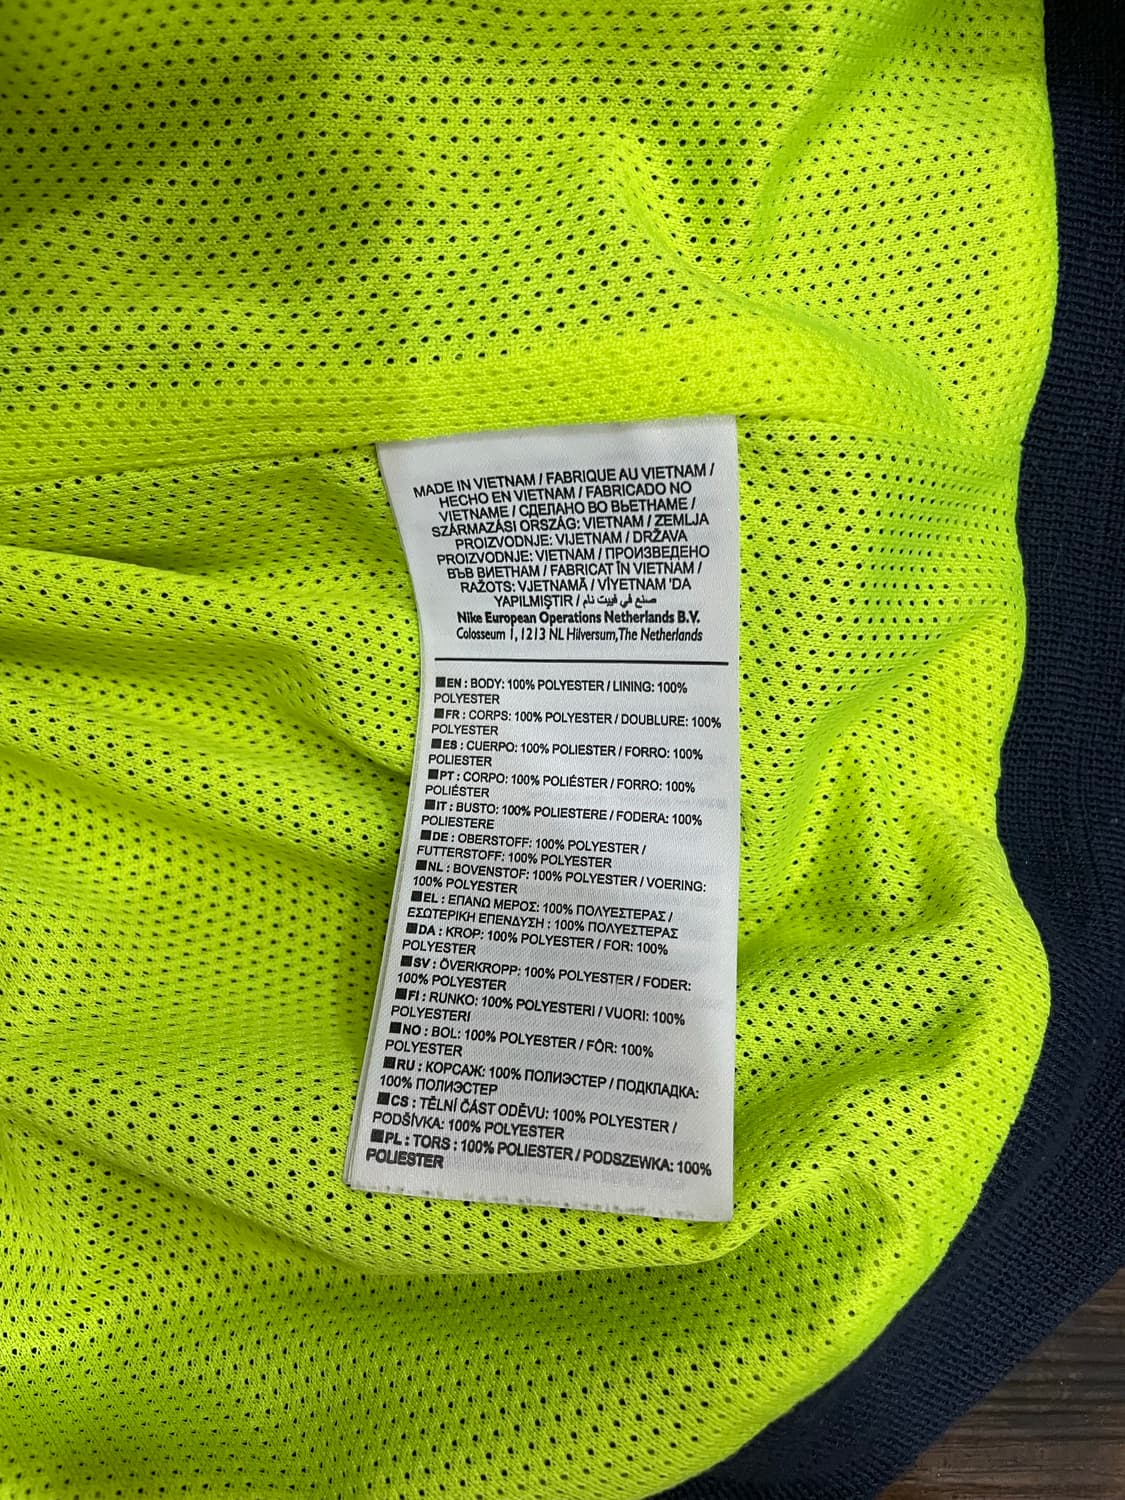 MADE IN VIETNAM / FABRIQUE AU VIETNAM /
HECHO EN VIETNAM / FABRICADO NO
VIETNAME / СДЕЛАНО ВО ВЬЕТНАМЕ /
SZÁRMAZÁSI ORSZÁG: VIETNAM / ZEMLJA
PROIZVODNJE: VIJETNAM / DRŽAVA
PROIZVODNJE: VIETNAM / ПРОИЗВЕДЕНО
ВЪВ ВИЕТНАМ / FABRICAT ÎN VIETNAM /
RAŽOTS: VJETNAMĀ / VİYETNAM 'DA
YAPILMIŞTIR / صنع في فييت نام
Nike European Operations Netherlands B.V.
Colosseum 1, 1213 NL Hilversum, The Netherlands
■EN : BODY: 100% POLYESTER / LINING: 100%
POLYESTER
■FR : CORPS: 100% POLYESTER / DOUBLURE: 100%
POLYESTER
■ES : CUERPO: 100% POLIESTER / FORRO: 100%
POLIESTER
■PT : CORPO: 100% POLIÉSTER / FORRO: 100%
POLIÉSTER
■IT : BUSTO: 100% POLIESTERE / FODERA: 100%
POLIESTERE
■DE : OBERSTOFF: 100% POLYESTER /
FUTTERSTOFF: 100% POLYESTER
■NL : BOVENSTOF: 100% POLYESTER / VOERING:
100% POLYESTER
■EL : ΕΠΑΝΩ ΜΕΡΟΣ: 100% ΠΟΛΥΕΣΤΕΡΑΣ /
ΕΣΩΤΕΡΙΚΗ ΕΠΕΝΔΥΣΗ : 100% ΠΟΛΥΕΣΤΕΡΑΣ
■DA : KROP: 100% POLYESTER / FOR: 100%
POLYESTER
■SV : ÖVERKROPP: 100% POLYESTER / FODER:
100% POLYESTER
■FI : RUNKO: 100% POLYESTERI / VUORI: 100%
POLYESTERI
■NO : BOL: 100% POLYESTER / FÔR: 100%
POLYESTER
■RU : КОРСАЖ: 100% ПОЛИЭСТЕР / ПОДКЛАДКА:
100% ПОЛИЭСТЕР
■CS : TĚLNÍ ČÁST ODĚVU: 100% POLYESTER /
PODŠÍVKA: 100% POLYESTER
■PL : TORS : 100% POLIESTER / PODSZEWKA: 100%
POLIESTER